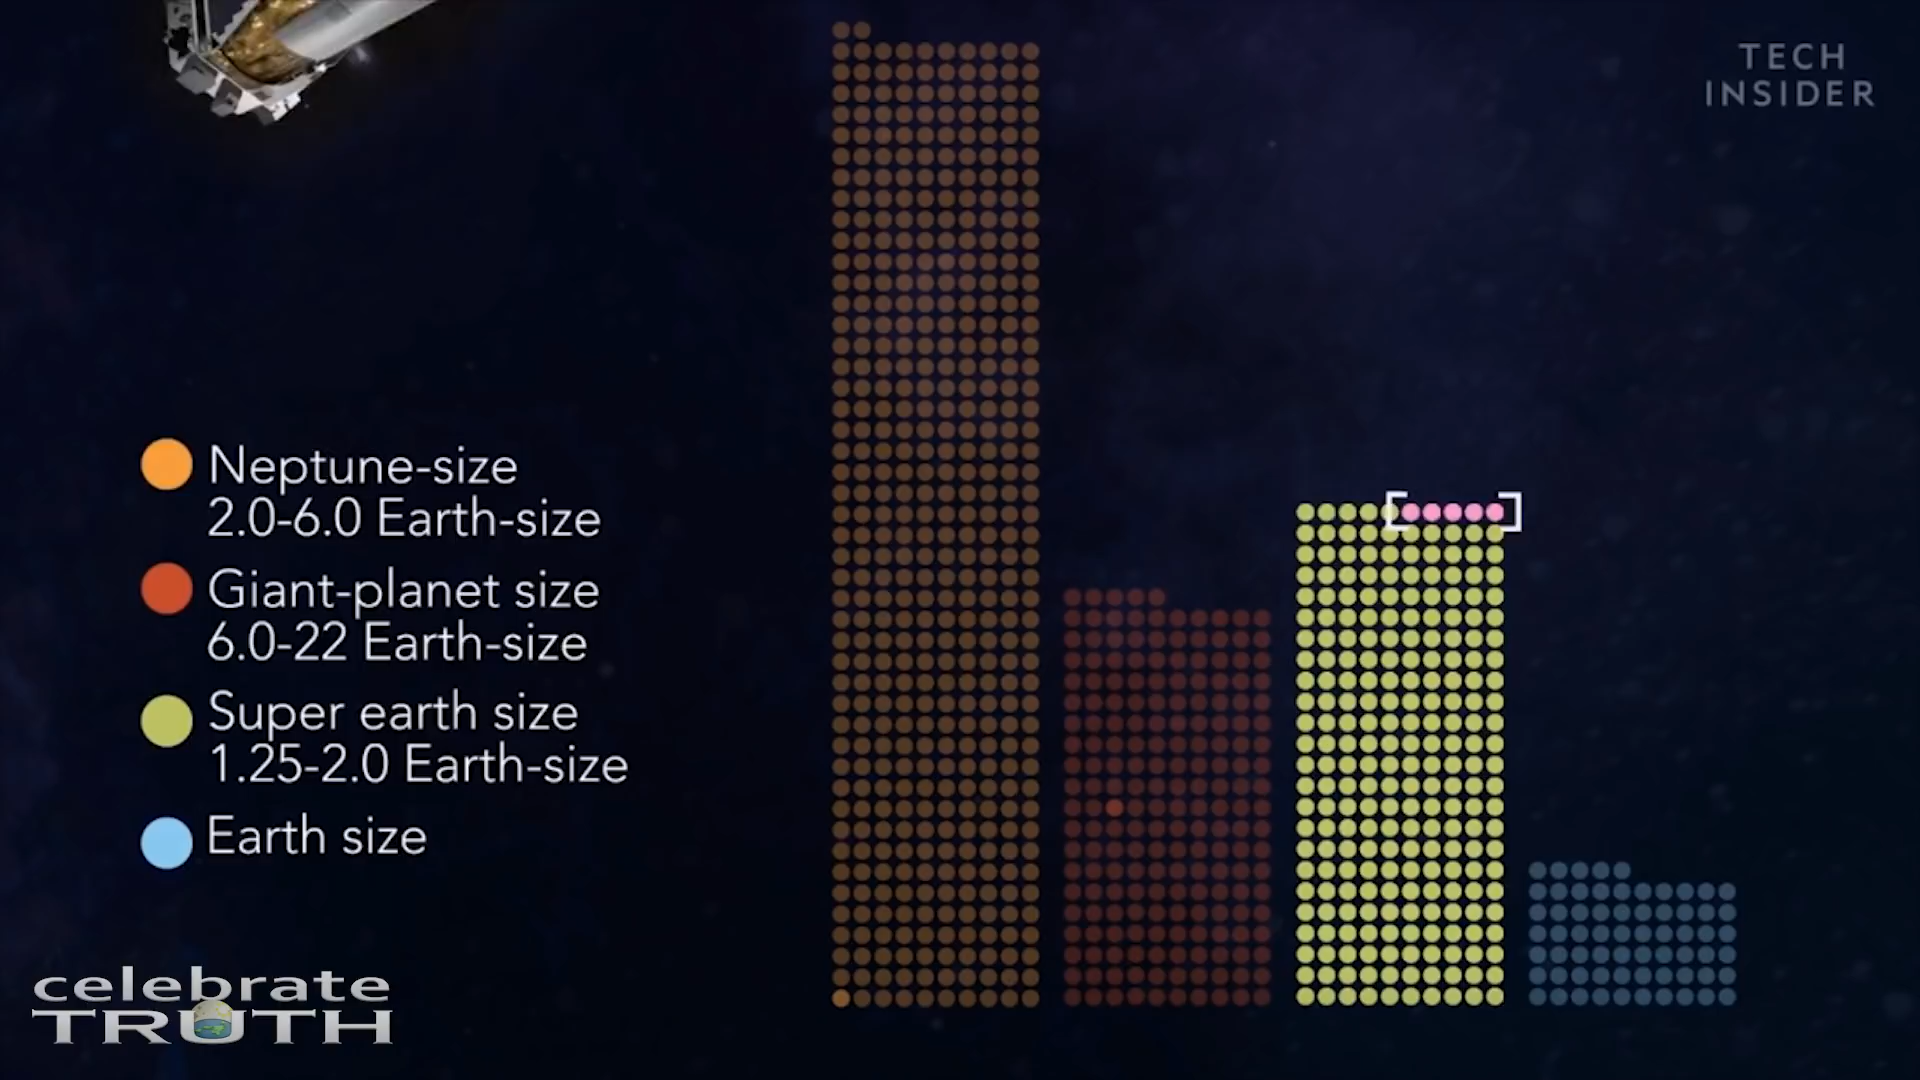 TECH
INSIDER
Neptune-size
2.0-6.0 Earth-size
Giant-planet size
6.0-22 Earth-size
Super earth size
1.25-2.0 Earth-size
Earth size
celebrate
TRUTH